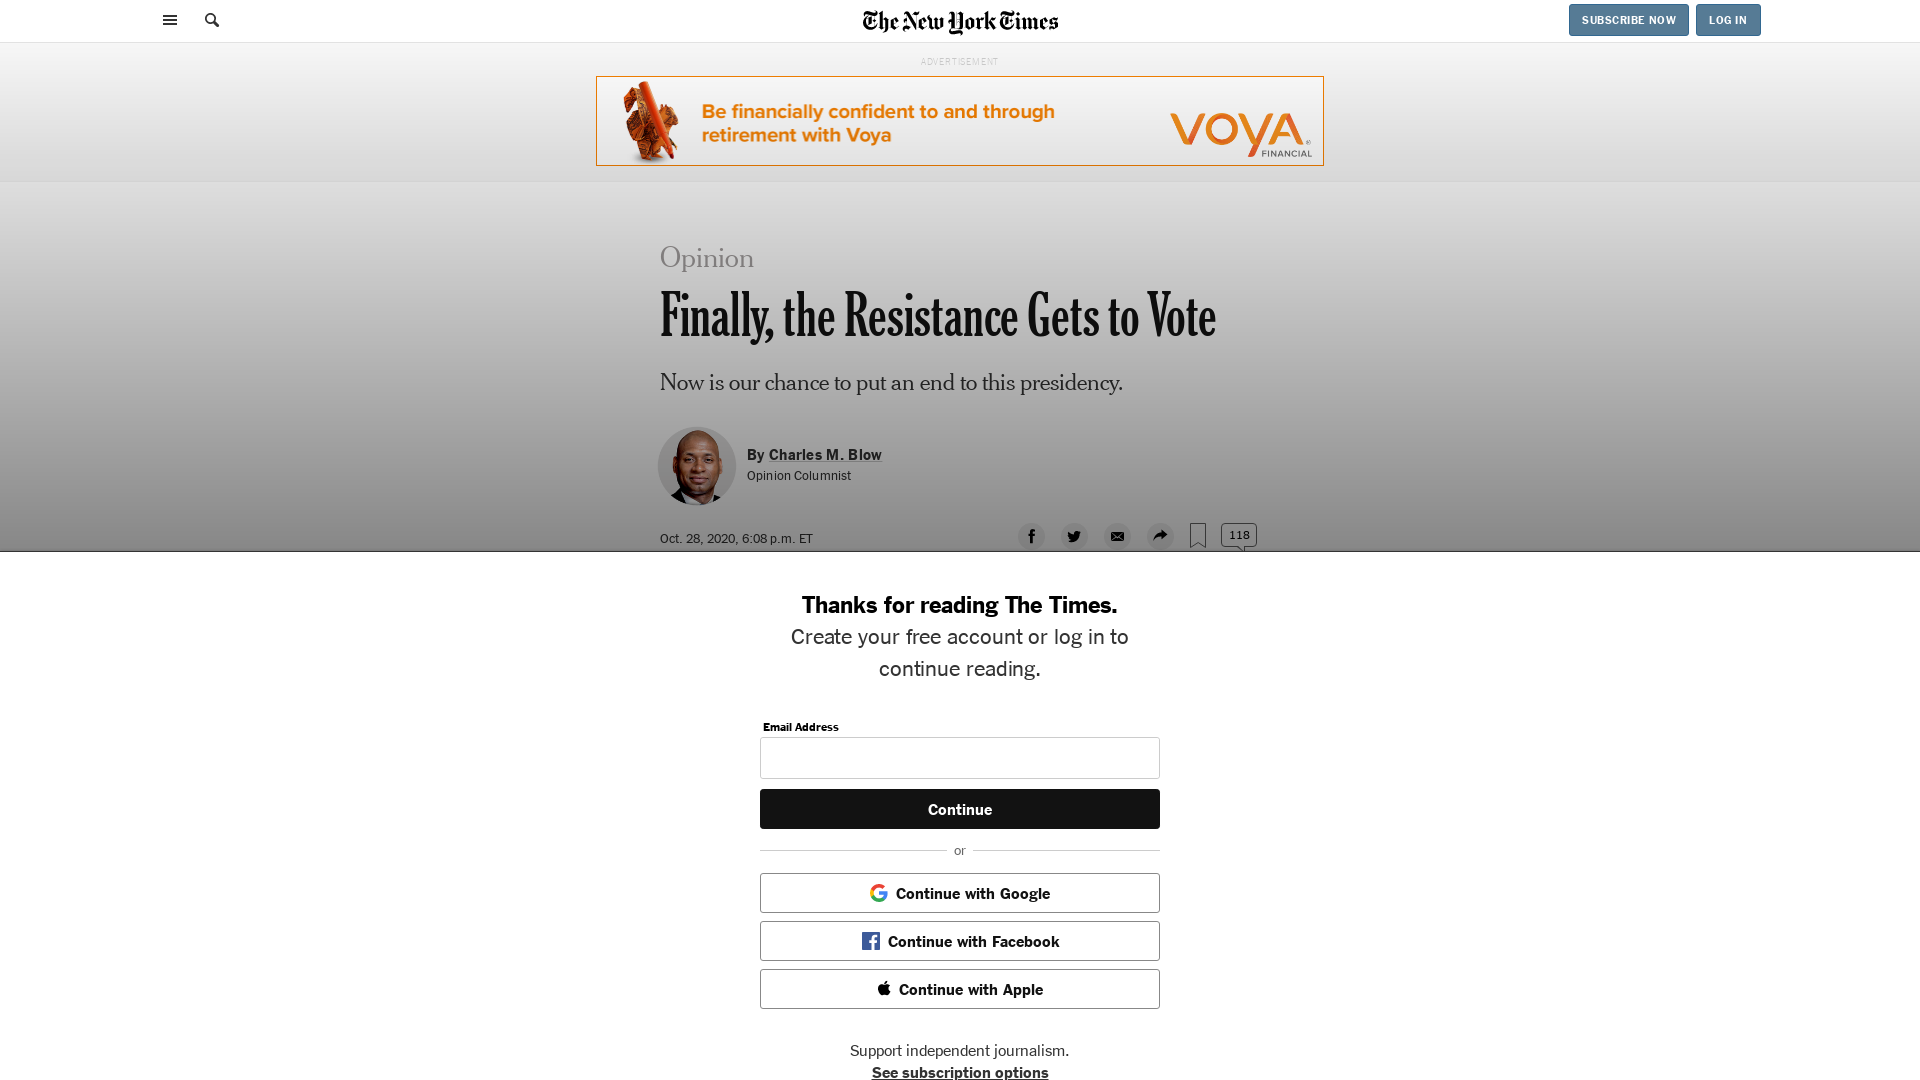 The New York Times
SUBSCRIBE NOW
LOG IN
ADVERTISEMENT
Be financially confident to and through
retirement with Voya
VOYA®
FINANCIAL
Opinion
Finally, the Resistance Gets to Vote
Now is our chance to put an end to this presidency.
By Charles M. Blow
Opinion Columnist
Oct. 28, 2020, 6:08 p.m. ET
118
Thanks for reading The Times.
Create your free account or log in to
continue reading.
Email Address
Continue
or
Continue with Google
Continue with Facebook
Continue with Apple
Support independent journalism.
See subscription options